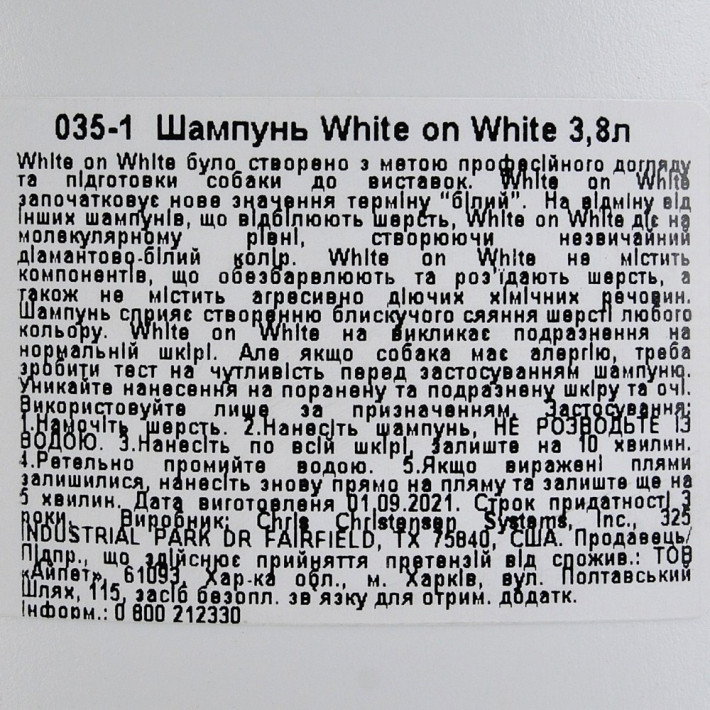 035-1 Шампунь White on White 3,8л
White on White було створено з метою професійного догляду
та підготовки собаки до виставок. White on White
започатковує нове значення терміну “білий”. На відміну від
інших шампунів, що відбілюють шерсть, White on White діє на
молекулярному рівні, створюючи незвичайний
діамантово-білий колір. White on White не містить
компонентів, що обезбарвлюють та роз'їдають шерсть, а
також не містить агресивно діючих хімічних речовин.
Шампунь сприяє створенню блискучого сяяння шерсті любого
кольору. White on White на викликає подразнення на
нормальній шкірі. Але якщо собака має алергію, треба
зробити тест на чутливість перед застосуванням шампуню.
Уникайте нанесення на поранену та подразнену шкіру та очі.
Використовуйте лише за призначенням. Застосування:
1.Намочіть шерсть. 2.Нанесіть шампунь, НЕ РОЗВОДЬТЕ ІЗ
ВОДОЮ. 3.Нанесіть по всій шкірі, залиште на 10 хвилин.
4.Ретельно промийте водою. 5.Якщо виражені плями
залишилися, нанесіть знову прямо на пляму та залиште ще на
5 хвилин. Дата виготовленя 01.09.2021. Строк придатності 3
роки. Виробник: Chris Christensen Systems, Inc., 325
INDUSTRIAL PARK DR FAIRFIELD, TX 75840, США. Продавець/
Підпр., що здійснює прийняття претензій від спожив.: ТОВ
«Айпет», 61093, Хар-ка обл., м. Харків, вул. Полтавський
Шлях, 115, засіб безопл. зв язку для отрим. додатк.
інформ.: 0 800 212330